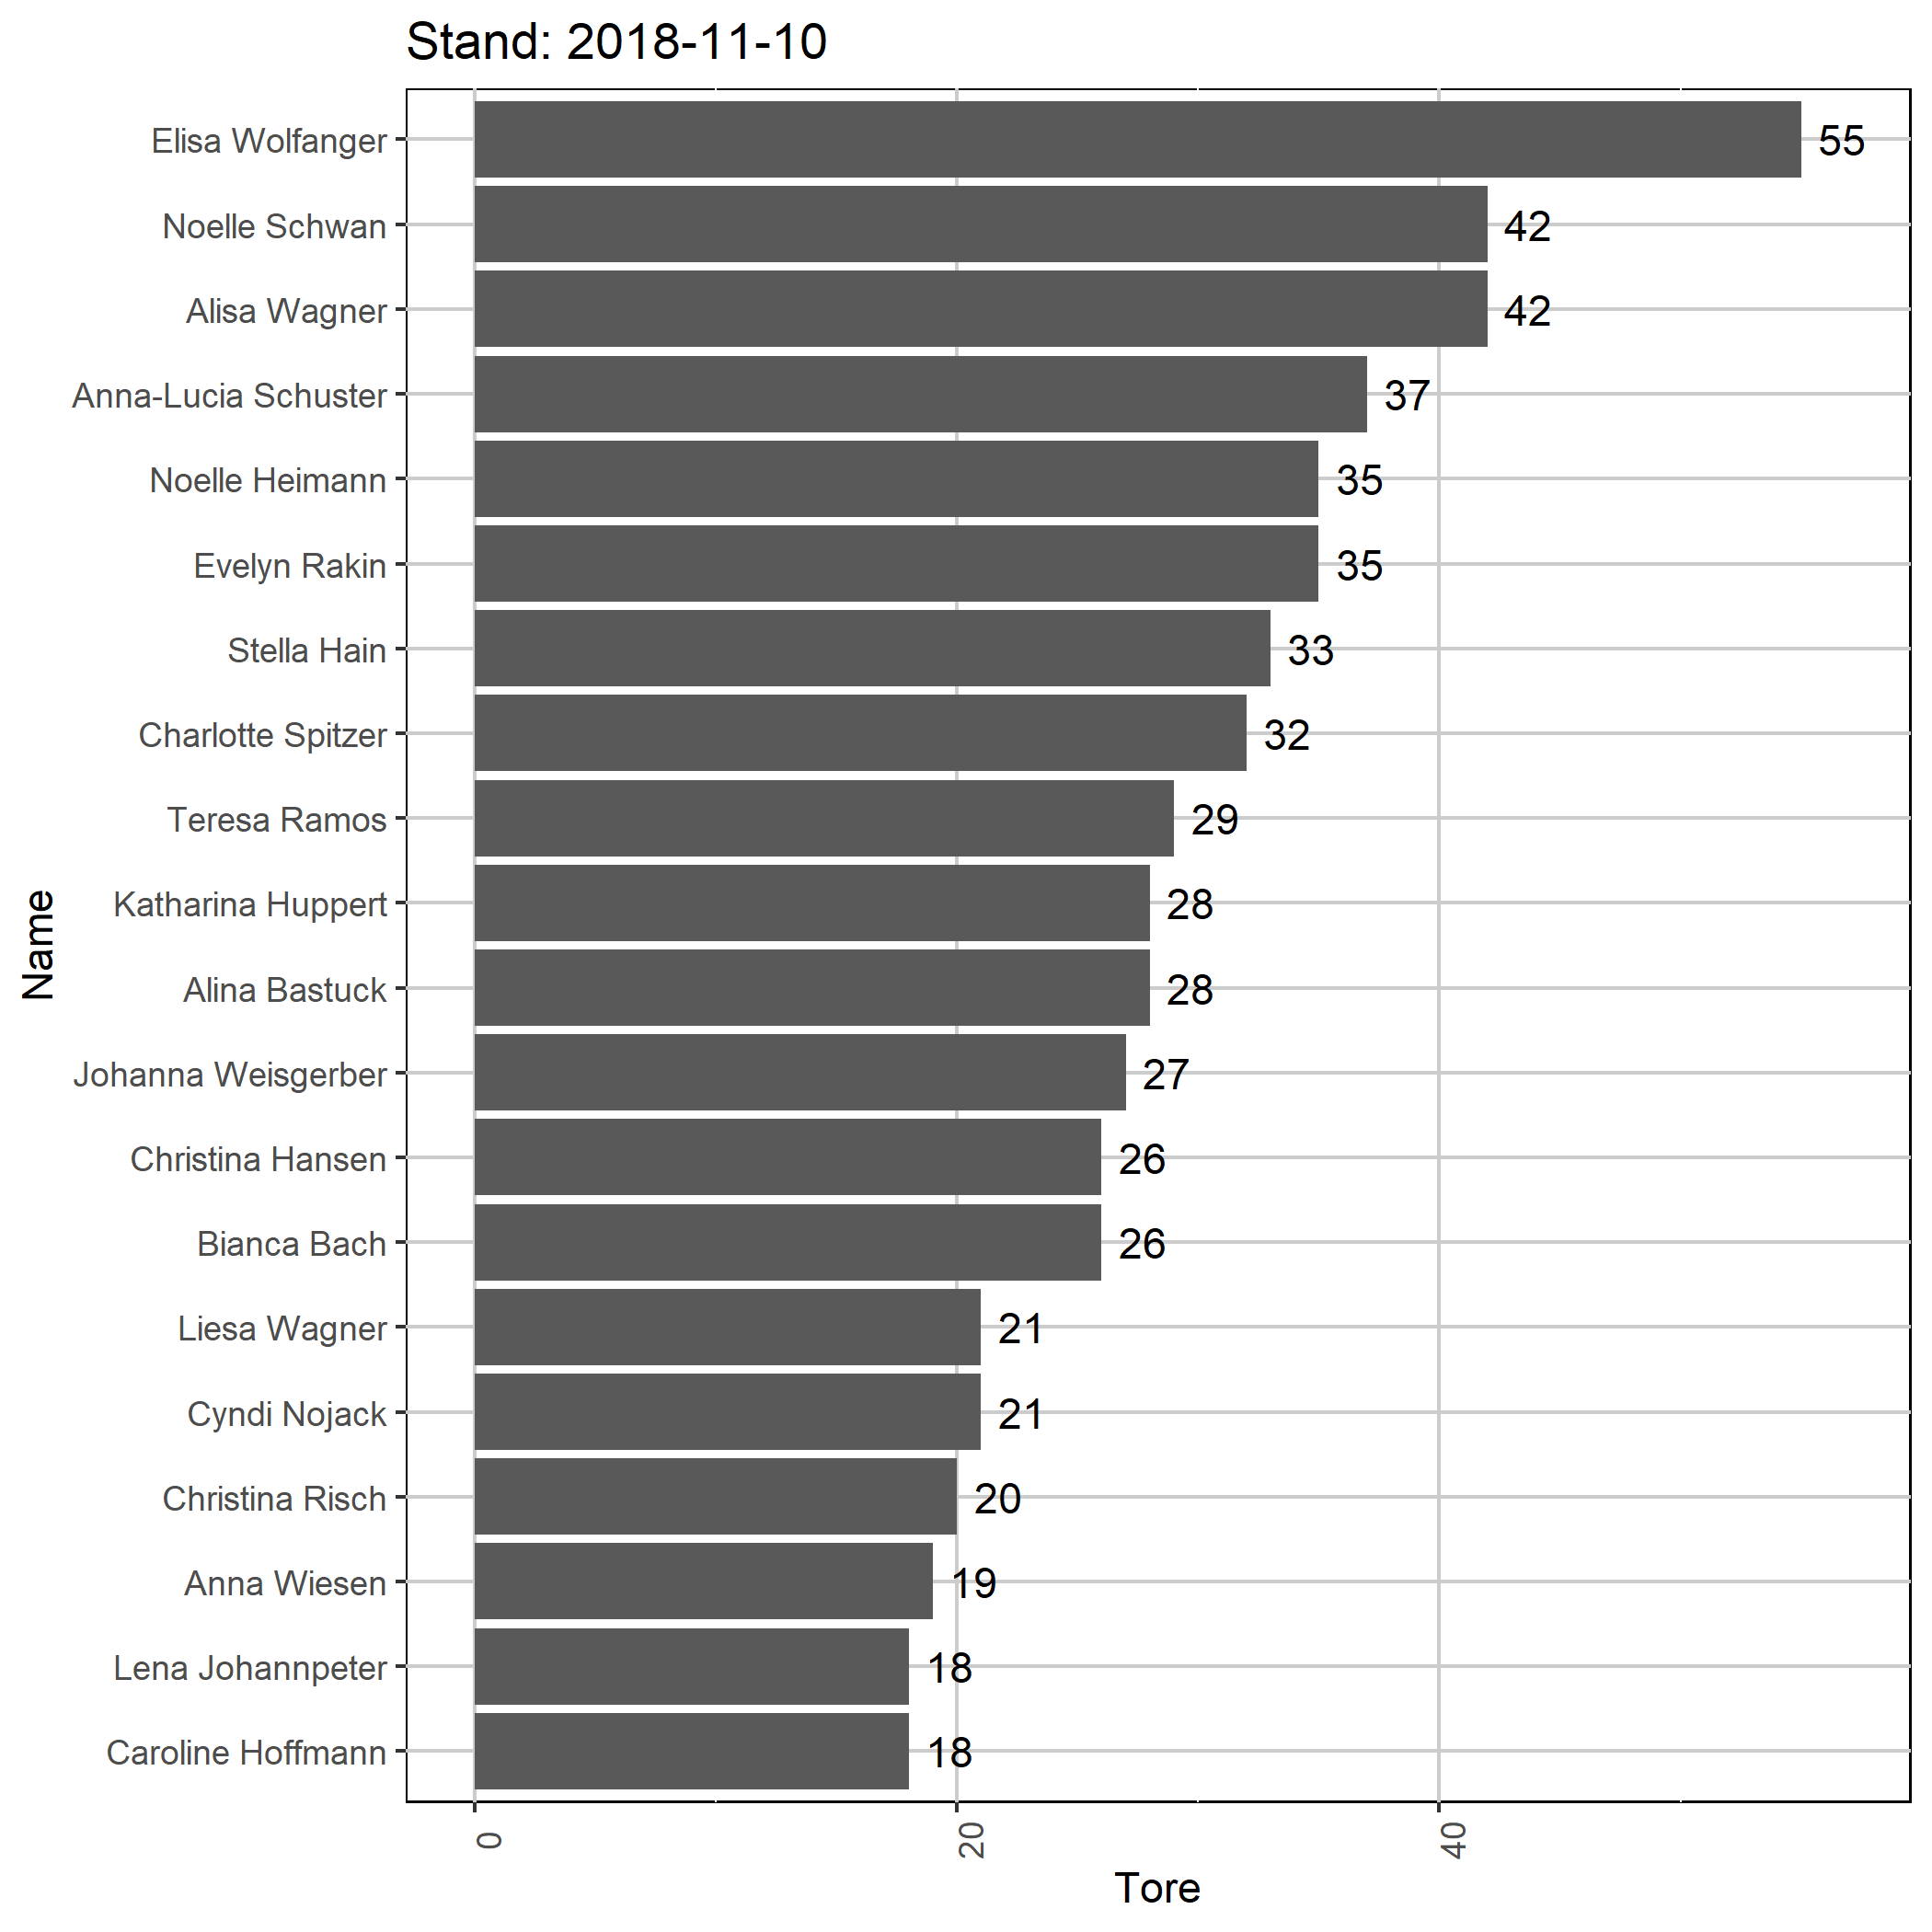 Stand: 2018-11-10
Elisa Wolfanger 55
Noelle Schwan 42
Alisa Wagner 42
Anna-Lucia Schuster 37
Noelle Heimann 35
Evelyn Rakin 35
Stella Hain 33
Charlotte Spitzer 32
Teresa Ramos 29
Katharina Huppert 28
Alina Bastuck 28
Johanna Weisgerber 27
Christina Hansen 26
Bianca Bach 26
Liesa Wagner 21
Cyndi Nojack 21
Christina Risch 20
Anna Wiesen 19
Lena Johannpeter 18
Caroline Hoffmann 18
Name
0 20 40
Tore